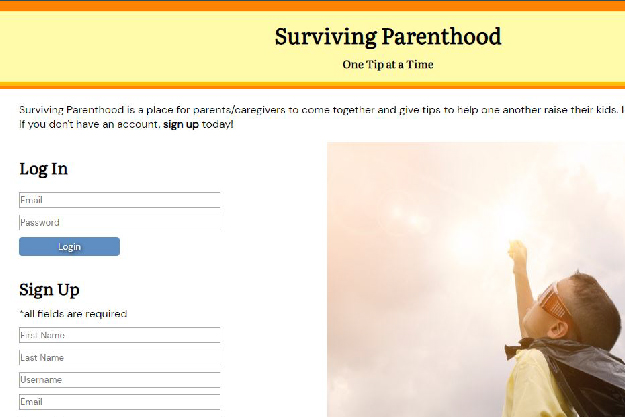 Surviving Parenthood
One Tip at a Time
Surviving Parenthood is a place for parents/caregivers to come together and give tips to help one another raise their kids.
If you don't have an account, sign up today!
Log In
Email
Password
Login
Sign Up
*all fields are required
First Name
Last Name
Username
Email